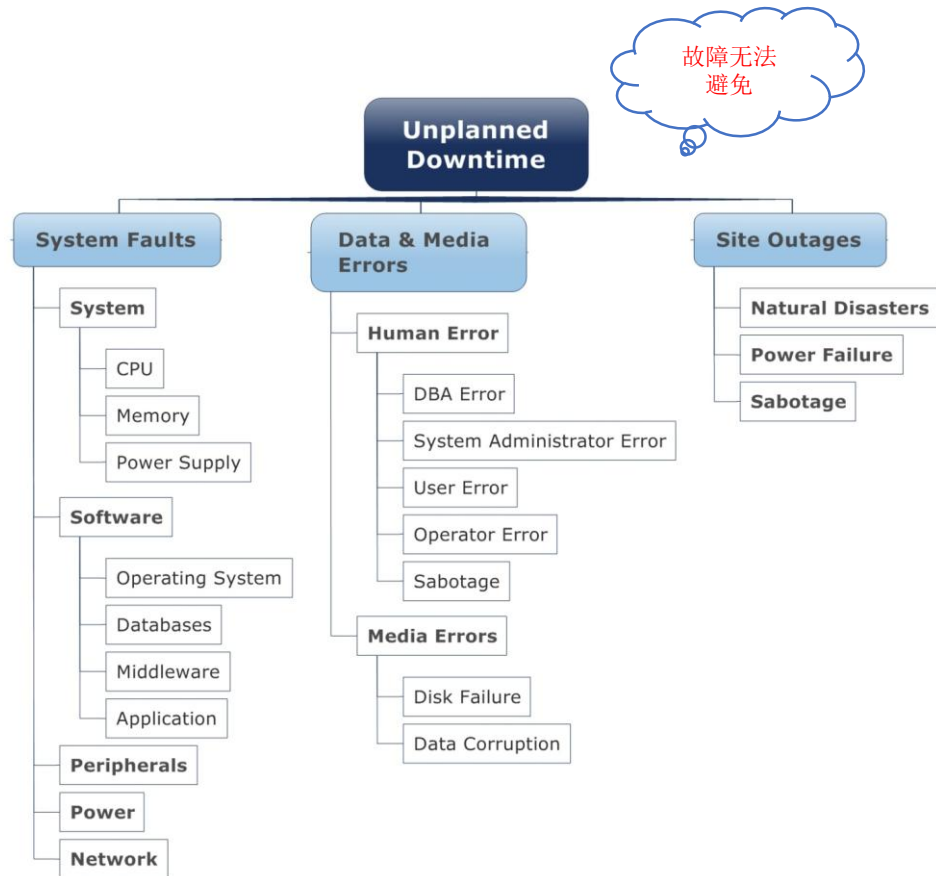 故障无法
避免
Unplanned
Downtime
System Faults
Data & Media
Errors
Site Outages
System
CPU
Memory
Power Supply
Software
Operating System
Databases
Middleware
Application
Peripherals
Power
Network
Human Error
DBA Error
System Administrator Error
User Error
Operator Error
Sabotage
Media Errors
Disk Failure
Data Corruption
Natural Disasters
Power Failure
Sabotage